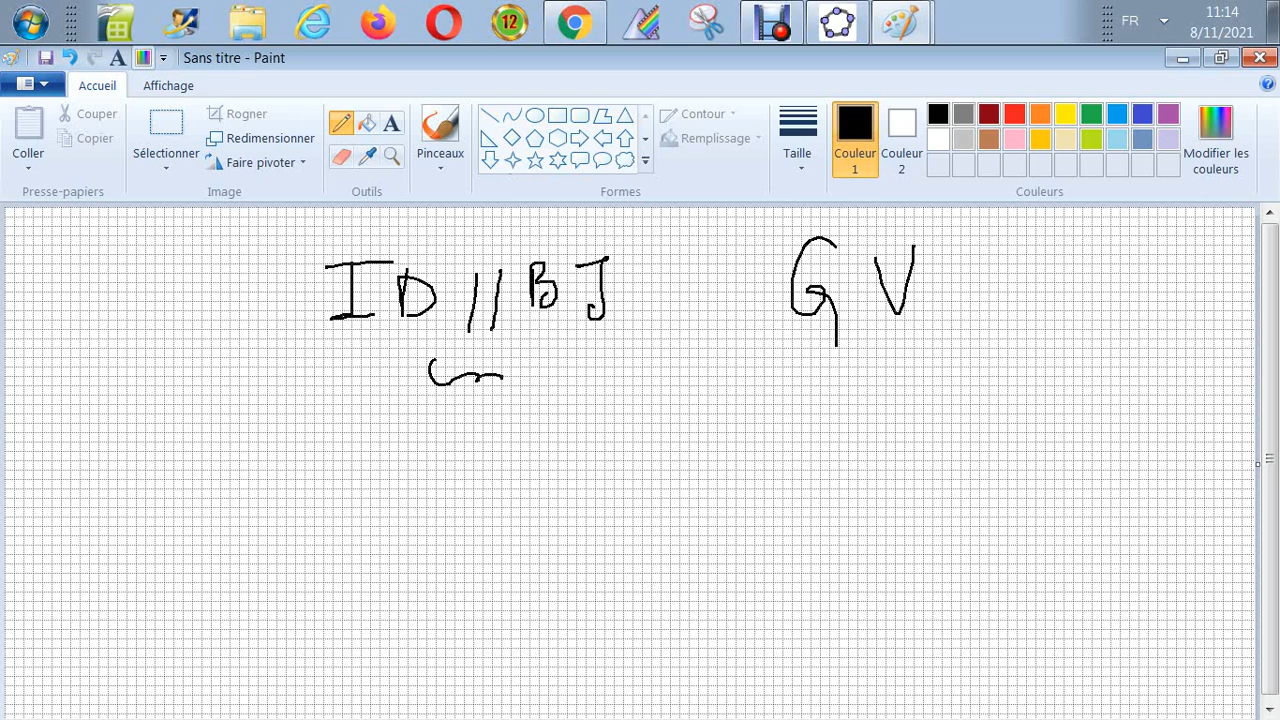 12
FR
11:14
8/11/2021
Sans titre - Paint
Accueil
Affichage
Coller
Couper
Copier
Presse-papiers
Sélectionner
Rogner
Redimensionner
Faire pivoter
Image
Outils
Pinceaux
Contour
Remplissage
Formes
Taille
Couleur 1
Couleur 2
Modifier les couleurs
Couleurs
ID // BJ GV